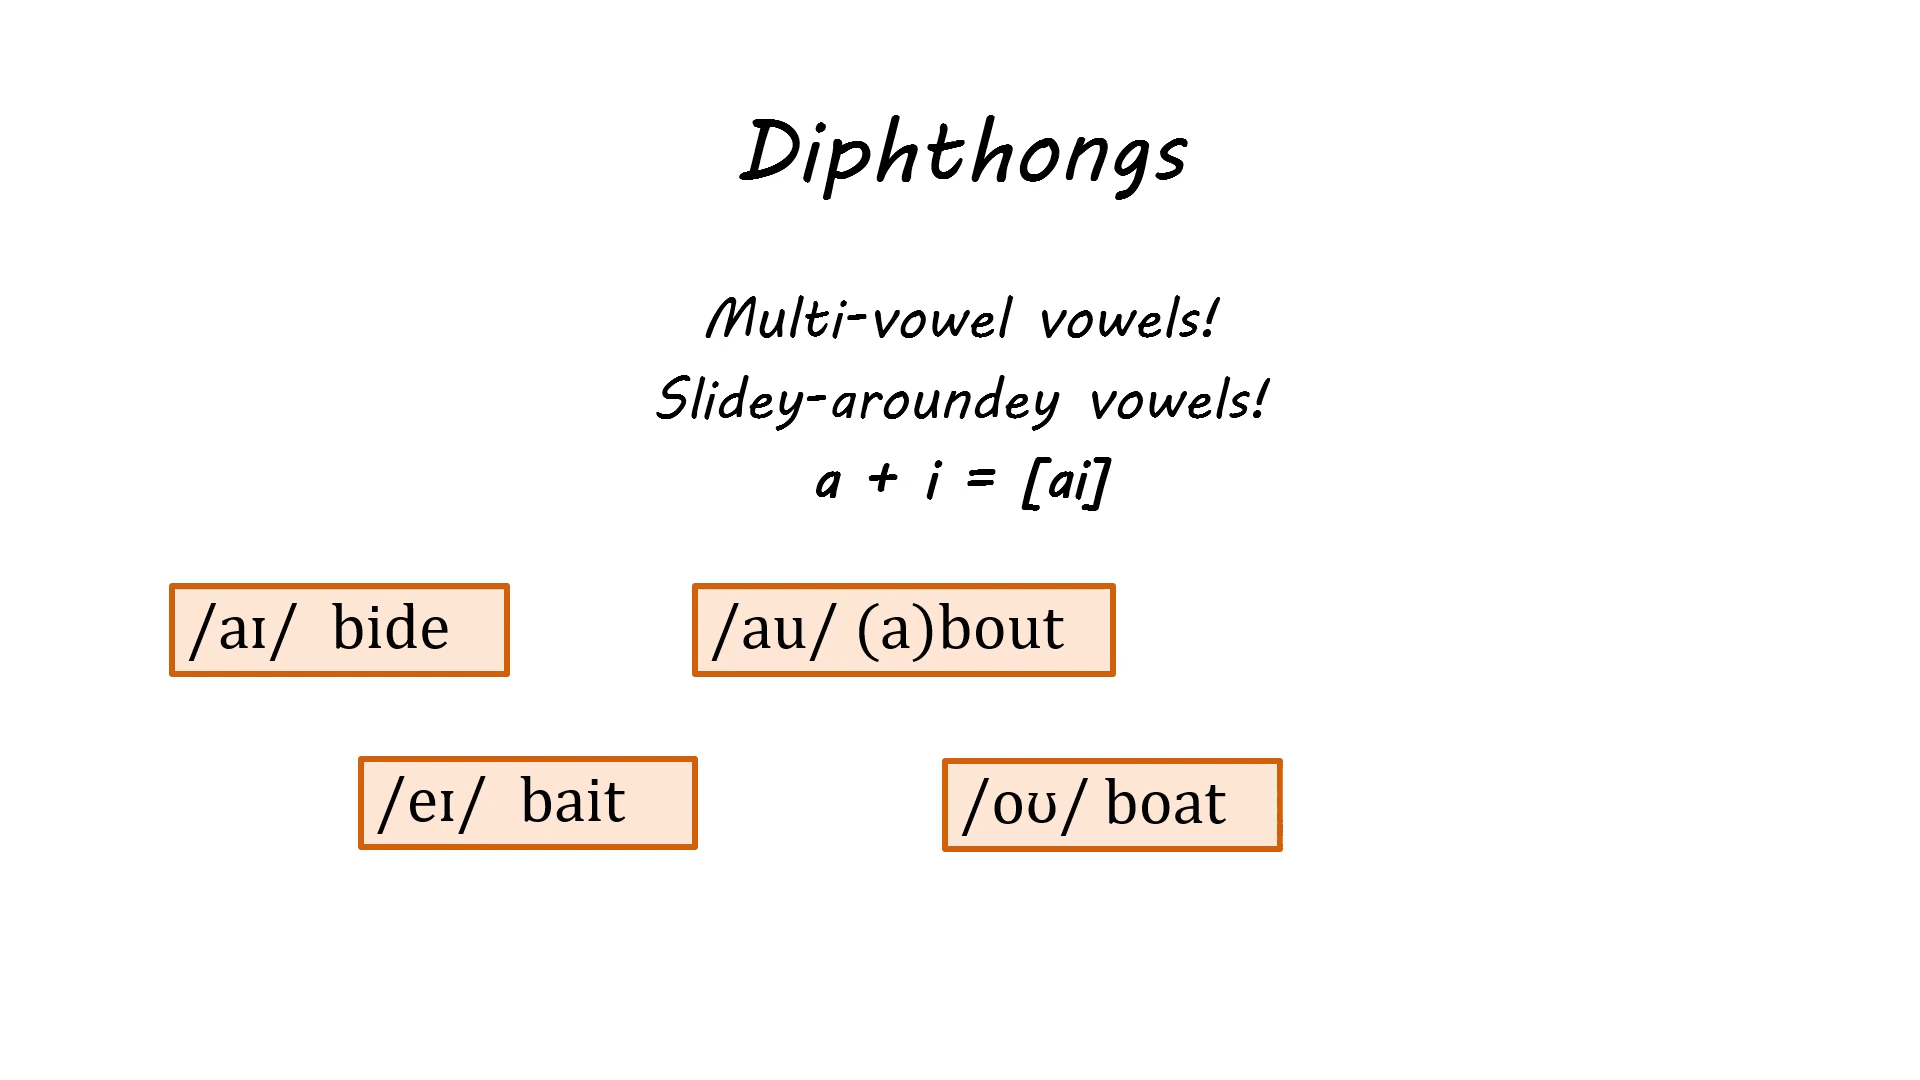 Diphthongs
Multi-vowel vowels!
Slidey-aroundey vowels!
a + i = [ai]
/aɪ/ bide
/au/ (a)bout
/eɪ/ bait
/oʊ/ boat